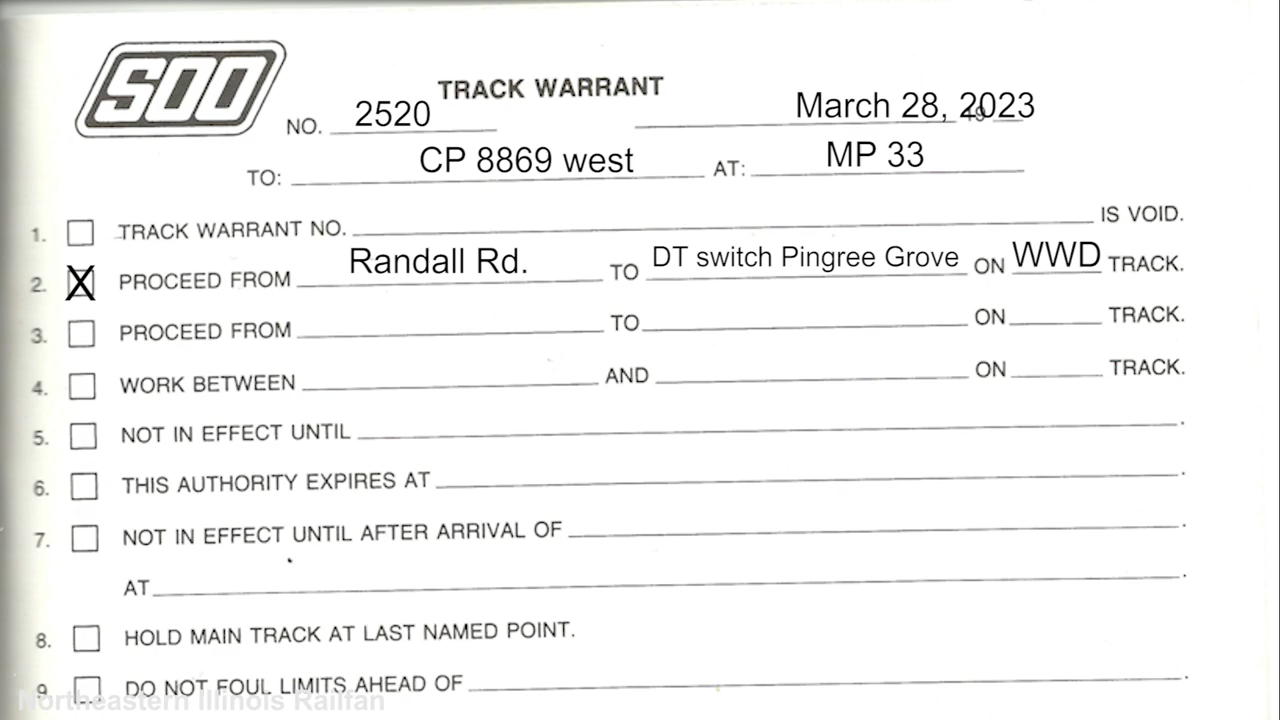 SOO
TRACK WARRANT
NO. 2520 March 28, 2023
TO: CP 8869 west AT: MP 33
1. TRACK WARRANT NO. IS VOID.
2. X PROCEED FROM Randall Rd. TO DT switch Pingree Grove ON WWD TRACK.
3. PROCEED FROM TO ON TRACK.
4. WORK BETWEEN AND ON TRACK.
5. NOT IN EFFECT UNTIL .
6. THIS AUTHORITY EXPIRES AT .
7. NOT IN EFFECT UNTIL AFTER ARRIVAL OF .
AT .
8. HOLD MAIN TRACK AT LAST NAMED POINT.
9. DO NOT FOUL LIMITS AHEAD OF .
Northeastern Illinois Railfan